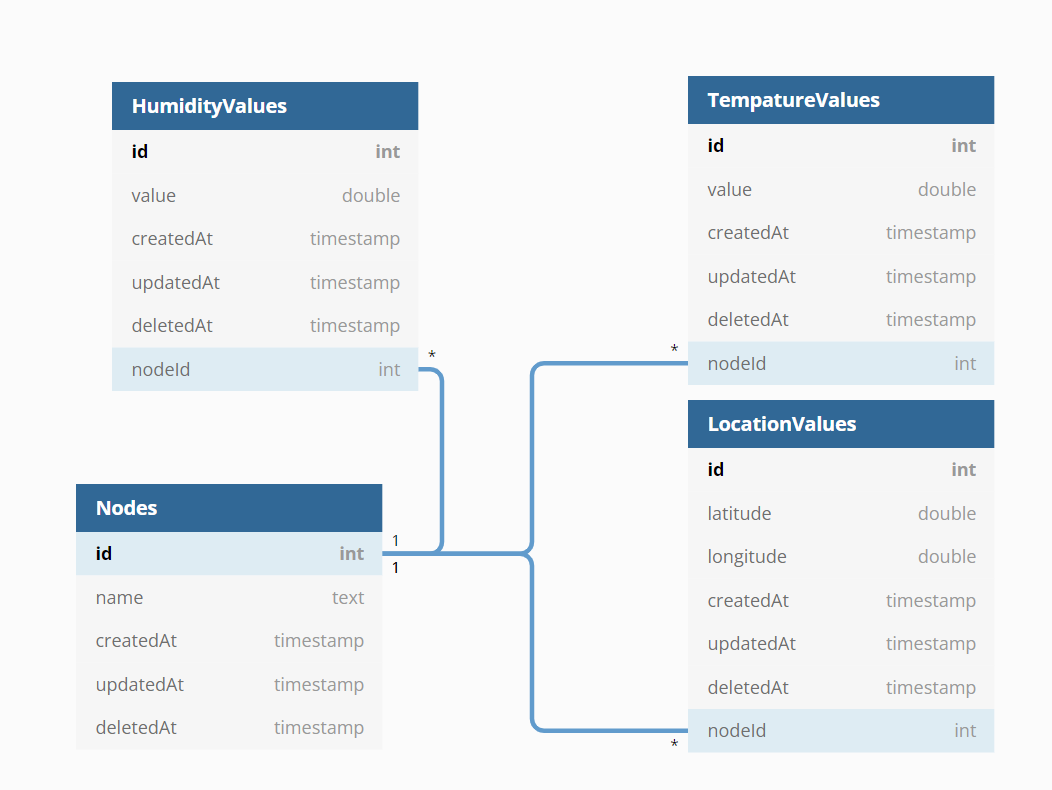 HumidityValues
id int
value double
createdAt timestamp
updatedAt timestamp
deletedAt timestamp
nodeId int
*
TempatureValues
id int
value double
createdAt timestamp
updatedAt timestamp
deletedAt timestamp
nodeId int
*
Nodes
id int
name text
createdAt timestamp
updatedAt timestamp
deletedAt timestamp
1
1
LocationValues
id int
latitude double
longitude double
createdAt timestamp
updatedAt timestamp
deletedAt timestamp
nodeId int
*